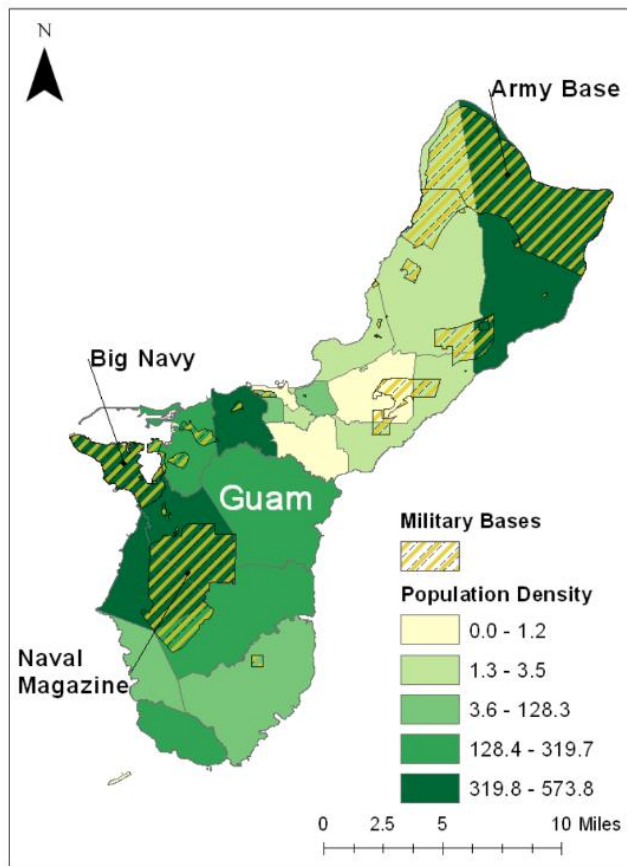 N
Army Base
Big Navy
Guam
Military Bases
Population Density
0.0 - 1.2
1.3 - 3.5
3.6 - 128.3
128.4 - 319.7
319.8 - 573.8
Naval
Magazine
0 2.5 5 10 Miles